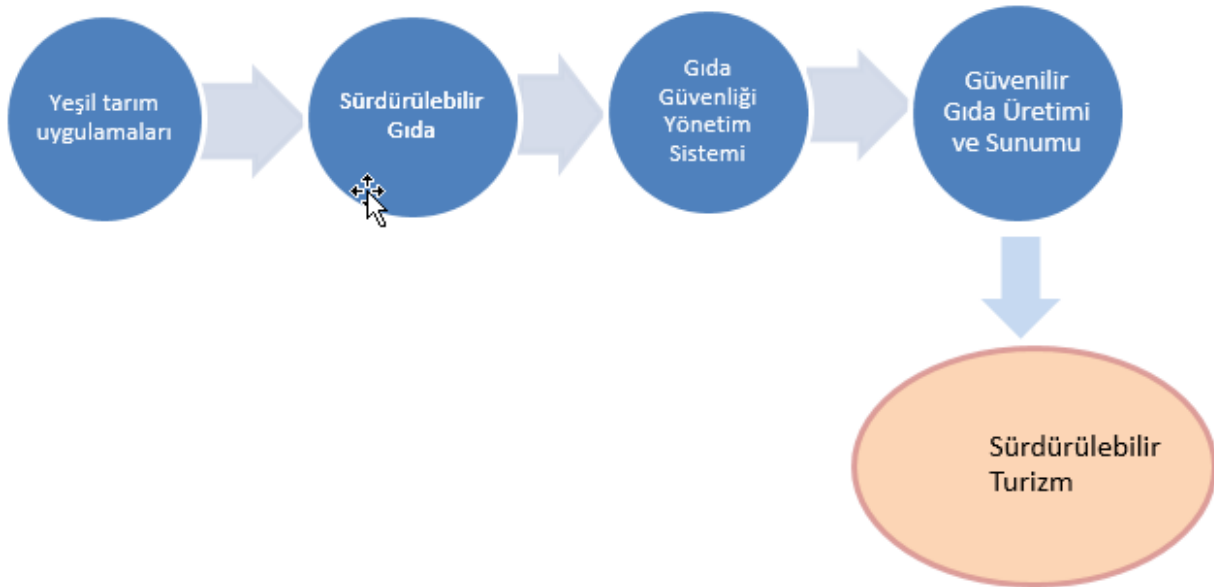 Yeşil tarım
uygulamaları
Sürdürülebilir
Gıda
Gıda
Güvenliği
Yönetim
Sistemi
Güvenilir
Gıda Üretimi
ve Sunumu
Sürdürülebilir
Turizm